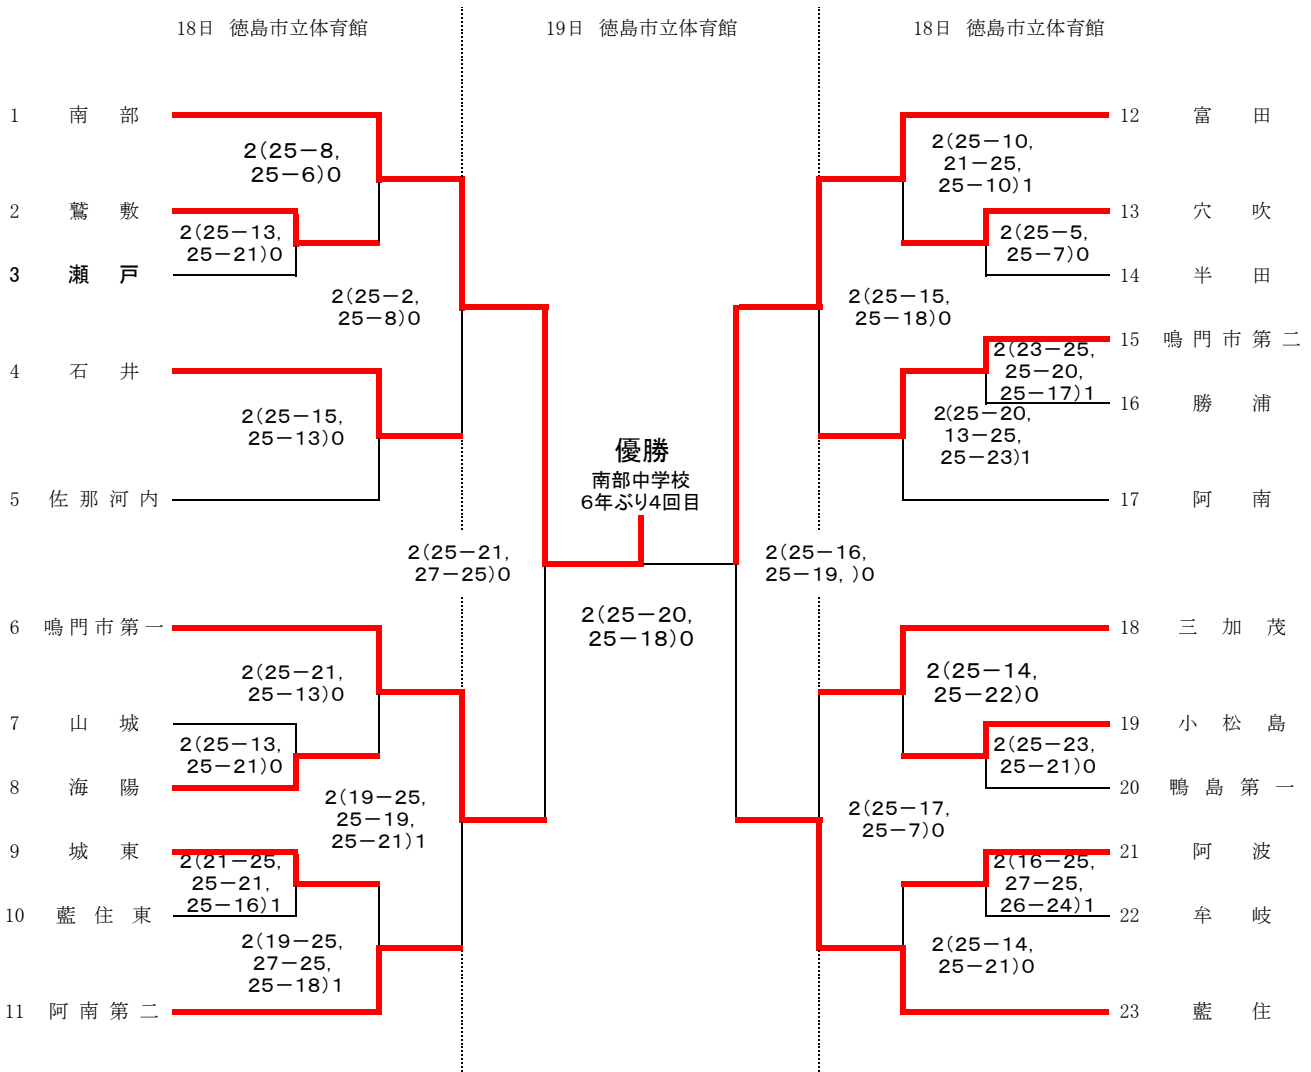 18日 徳島市立体育館
19日 徳島市立体育館
18日 徳島市立体育館
1 南部
2(25－8,
25－6)0
2 鷲敷
2(25－13,
25－21)0
3 瀬戸
2(25－2,
25－8)0
4 石井
2(25－15,
25－13)0
5 佐那河内
2(25－21,
27－25)0
6 鳴門市第一
2(25－21,
25－13)0
7 山城
2(25－13,
25－21)0
8 海陽
2(19－25,
25－19,
25－21)1
9 城東
2(21－25,
25－21,
25－16)1
10 藍住東
2(19－25,
27－25,
25－18)1
11 阿南第二
優勝
南部中学校
6年ぶり4回目
2(25－20,
25－18)0
12 富田
2(25－10,
21－25,
25－10)1
13 穴吹
2(25－5,
25－7)0
14 半田
2(25－15,
25－18)0
15 鳴門市第二
2(23－25,
25－20,
25－17)1
16 勝浦
2(25－20,
13－25,
25－23)1
17 阿南
2(25－16,
25－19, )0
18 三加茂
2(25－14,
25－22)0
19 小松島
2(25－23,
25－21)0
20 鴨島第一
2(25－17,
25－7)0
21 阿波
2(16－25,
27－25,
26－24)1
22 牟岐
2(25－14,
25－21)0
23 藍住